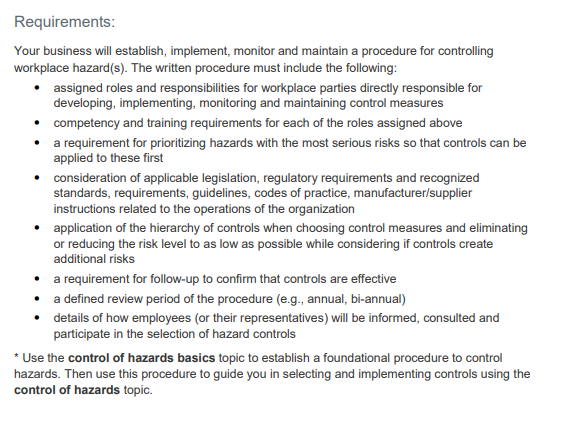 Requirements:
Your business will establish, implement, monitor and maintain a procedure for controlling
workplace hazard(s). The written procedure must include the following:
• assigned roles and responsibilities for workplace parties directly responsible for
developing, implementing, monitoring and maintaining control measures
• competency and training requirements for each of the roles assigned above
• a requirement for prioritizing hazards with the most serious risks so that controls can be
applied to these first
• consideration of applicable legislation, regulatory requirements and recognized
standards, requirements, guidelines, codes of practice, manufacturer/supplier
instructions related to the operations of the organization
• application of the hierarchy of controls when choosing control measures and eliminating
or reducing the risk level to as low as possible while considering if controls create
additional risks
• a requirement for follow-up to confirm that controls are effective
• a defined review period of the procedure (e.g., annual, bi-annual)
• details of how employees (or their representatives) will be informed, consulted and
participate in the selection of hazard controls
* Use the control of hazards basics topic to establish a foundational procedure to control
hazards. Then use this procedure to guide you in selecting and implementing controls using the
control of hazards topic.